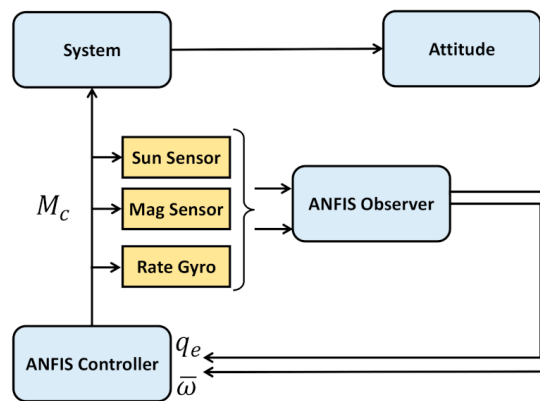 System
Attitude
Sun Sensor
Mag Sensor
ANFIS Observer
M_c
Rate Gyro
ANFIS Controller
q_e
ω̅